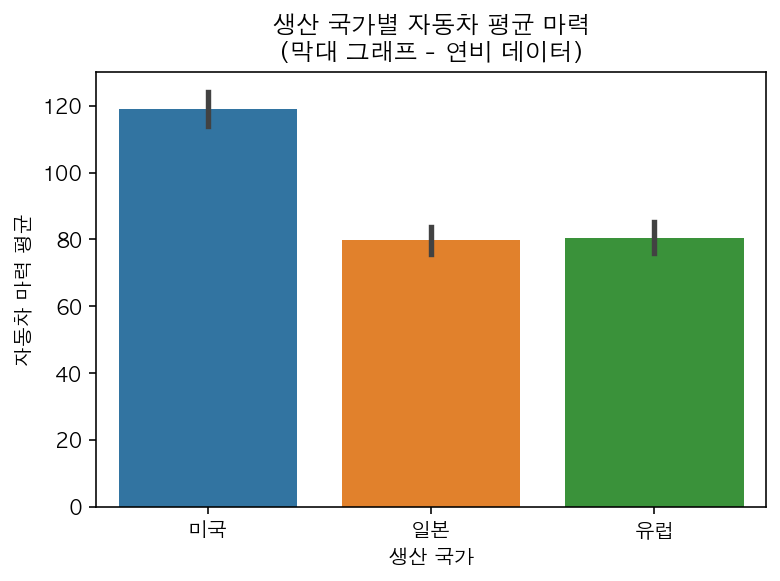 생산 국가별 자동차 평균 마력
(막대 그래프 - 연비 데이터)
자동차 마력 평균
120
100
80
60
40
20
0
미국 일본 유럽
생산 국가